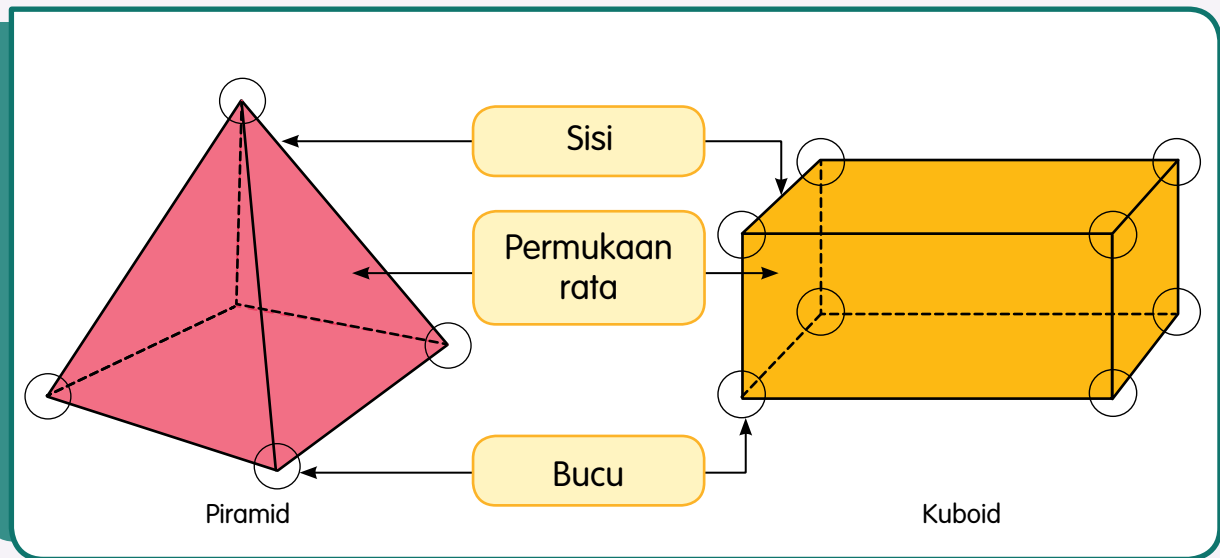 Sisi
Permukaan
rata
Bucu
Piramid
Kuboid